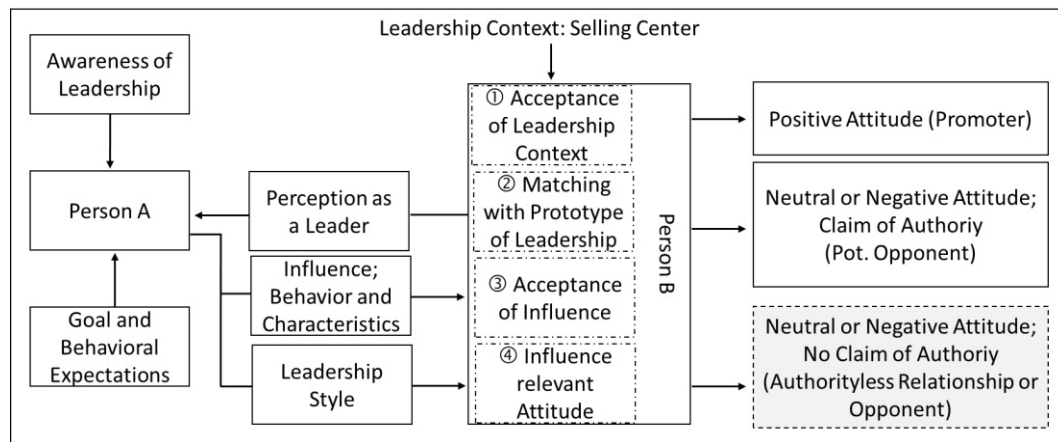 Leadership Context: Selling Center
Awareness of
Leadership
Person A
Goal and
Behavioral
Expectations
Perception as
a Leader
Influence;
Behavior and
Characteristics
Leadership
Style
① Acceptance
of Leadership
Context
② Matching
with Prototype
of Leadership
③ Acceptance
of Influence
④ Influence
relevant
Attitude
Person B
Positive Attitude (Promoter)
Neutral or Negative Attitude;
Claim of Authoriy
(Pot. Opponent)
Neutral or Negative Attitude;
No Claim of Authoriy
(Authorityless Relationship or
Opponent)